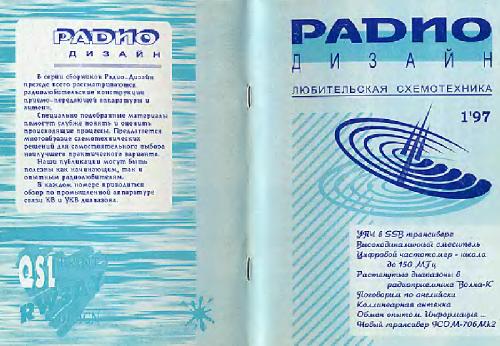 РАДИО
ДИЗАЙН
В серии сборников Радио-Дизайн
прежде всего рассматриваются
радиолюбительские конструкции
приемо-передающей аппаратуры и
антенн.
Специально подобранные материалы
помогут глубже понять и оценить
происходящие процессы. Предлагается
многообразие схемотехнических
решений для самостоятельного выбора
наилучшего практического варианта.
Наши публикации могут быть
полезны как начинающим, так и
опытным радиолюбителям.
В каждом номере приводиться
обзор по промышленной аппаратуре
связи КВ и УКВ диапазона.
QSL
РАДИО
ДИЗАЙН
ЛЮБИТЕЛЬСКАЯ СХЕМОТЕХНИКА
1'97
УПЧ в SSB трансивере
Высокодинамичный смеситель
Цифровой частотомер - шкала
до 150 МГц
Растянутые диапазоны в
радиоприемнике "Волна-К"
Поговорим по английски
Коллинеарная антенна
Обмен опытом. Информация ...
Новый трансивер ICOM-706Mk2